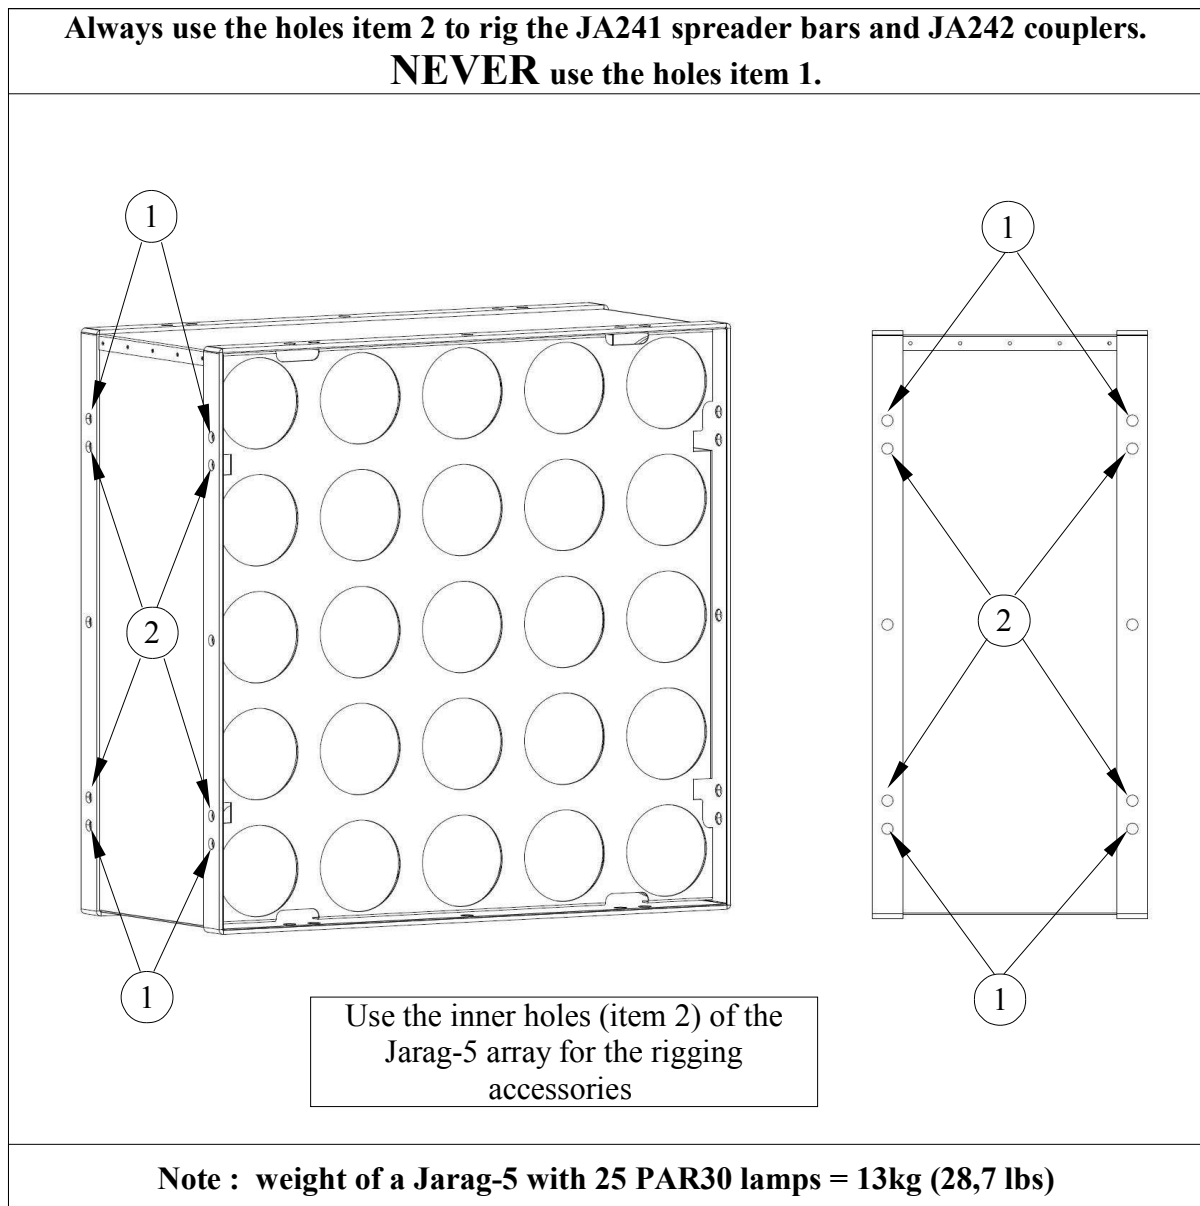 Always use the holes item 2 to rig the JA241 spreader bars and JA242 couplers.
NEVER use the holes item 1.
1
1
2
2
1
1
Use the inner holes (item 2) of the
Jarag-5 array for the rigging
accessories
Note :  weight of a Jarag-5 with 25 PAR30 lamps = 13kg (28,7 lbs)